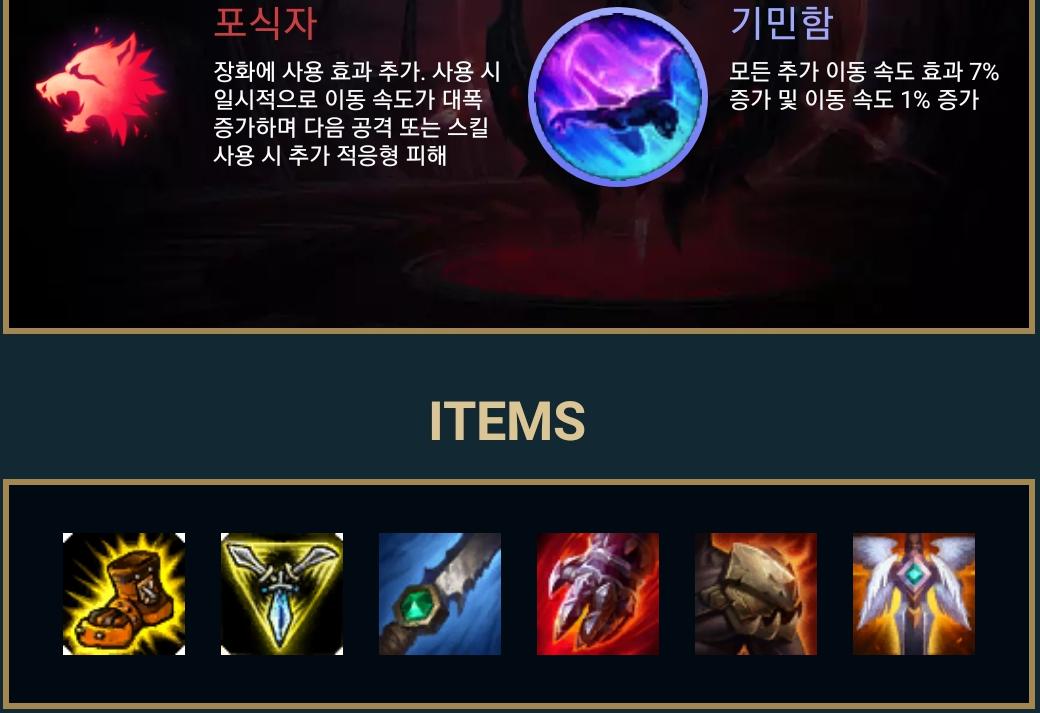 포식자
장화에 사용 효과 추가. 사용 시
일시적으로 이동 속도가 대폭
증가하며 다음 공격 또는 스킬
사용 시 추가 적응형 피해
기민함
모든 추가 이동 속도 효과 7%
증가 및 이동 속도 1% 증가
ITEMS